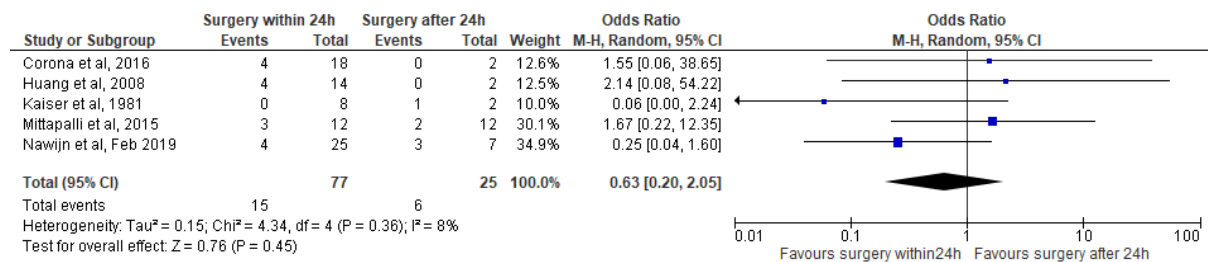 Surgery within 24h Surgery after 24h Odds Ratio Odds Ratio
Study or Subgroup Events Total Events Total Weight M-H, Random, 95% CI M-H, Random, 95% CI
Corona et al, 2016 4 18 0 2 12.6% 1.55 [0.06, 38.65]
Huang et al, 2008 4 14 0 2 12.5% 2.14 [0.08, 54.22]
Kaiser et al, 1981 0 8 1 2 10.0% 0.06 [0.00, 2.24]
Mittapalli et al, 2015 3 12 2 12 30.1% 1.67 [0.22, 12.35]
Nawijn et al, Feb 2019 4 25 3 7 34.9% 0.25 [0.04, 1.60]
Total (95% CI) 77 25 100.0% 0.63 [0.20, 2.05]
Total events 15 6
Heterogeneity: Tau² = 0.15; Chi² = 4.34, df = 4 (P = 0.36); I² = 8%
Test for overall effect: Z = 0.76 (P = 0.45)
0.01 0.1 1 10 100
Favours surgery within24h Favours surgery after 24h